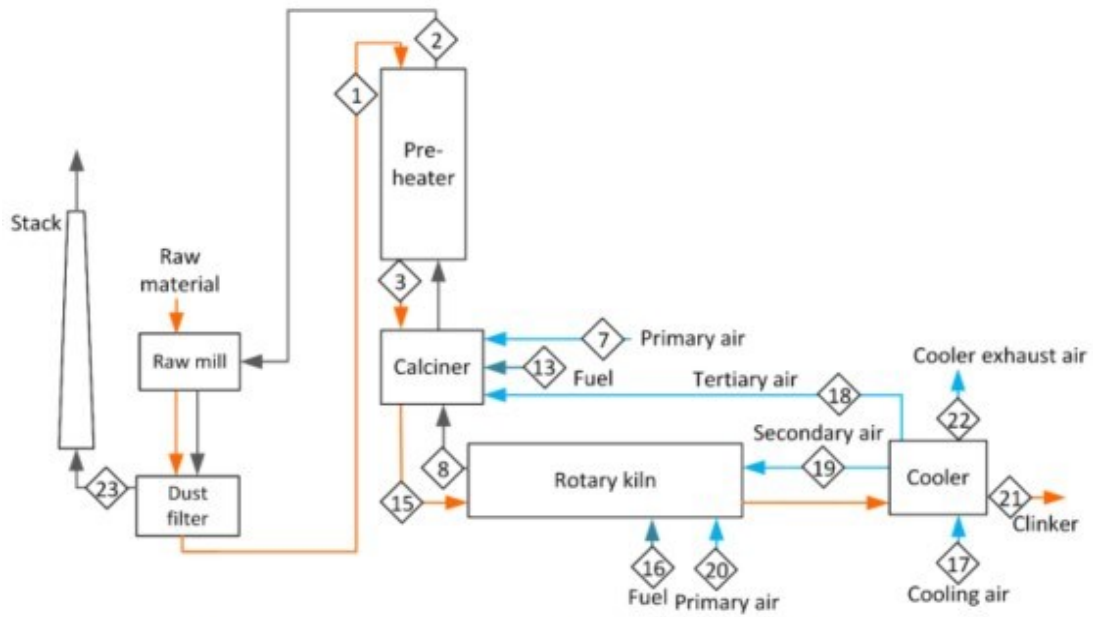 2
1
Pre-
heater
Stack
Raw
material
3
Raw mill
Calciner
7
Primary air
13
Fuel
Tertiary air
18
Cooler exhaust air
22
Secondary air
19
8
Rotary kiln
Cooler
23
Dust
filter
15
21
Clinker
16
20
17
Fuel
Primary air
Cooling air